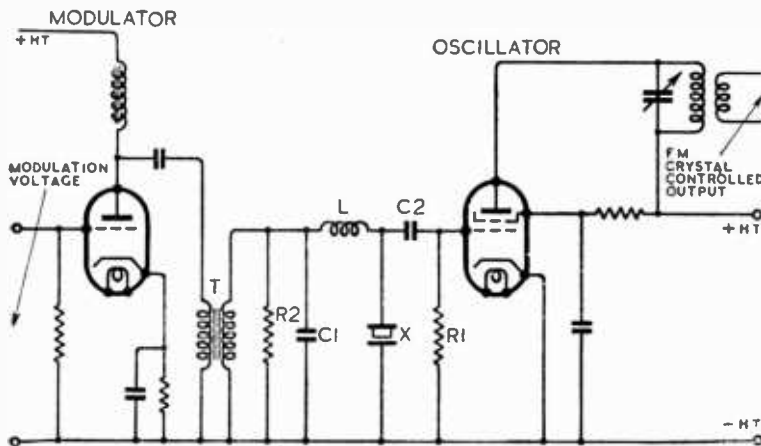 MODULATOR
+HT
OSCILLATOR
MODULATION
VOLTAGE
FM
CRYSTAL
CONTROLLED
OUTPUT
L
C2
+HT
T
R2
C1
X
R1
-HT